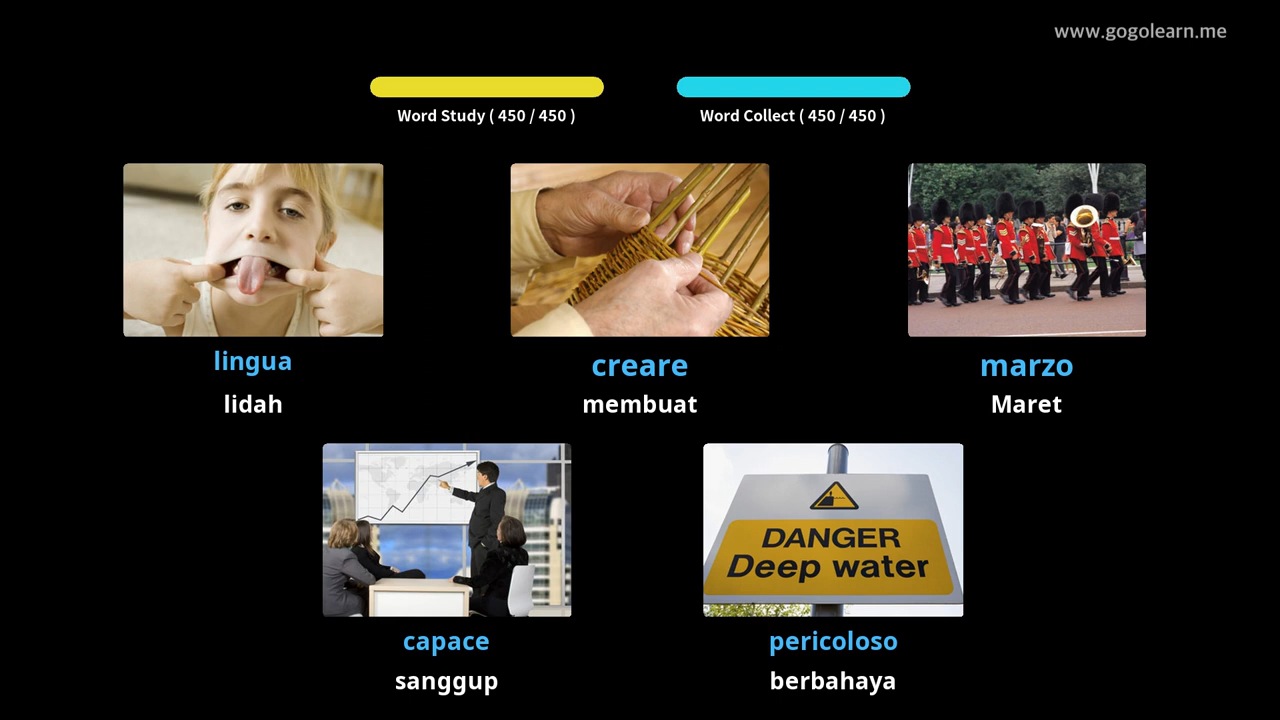 www.gogolearn.me
Word Study ( 450 / 450 )
Word Collect ( 450 / 450 )
lingua
lidah
creare
membuat
marzo
Maret
DANGER
Deep water
capace
sanggup
pericoloso
berbahaya